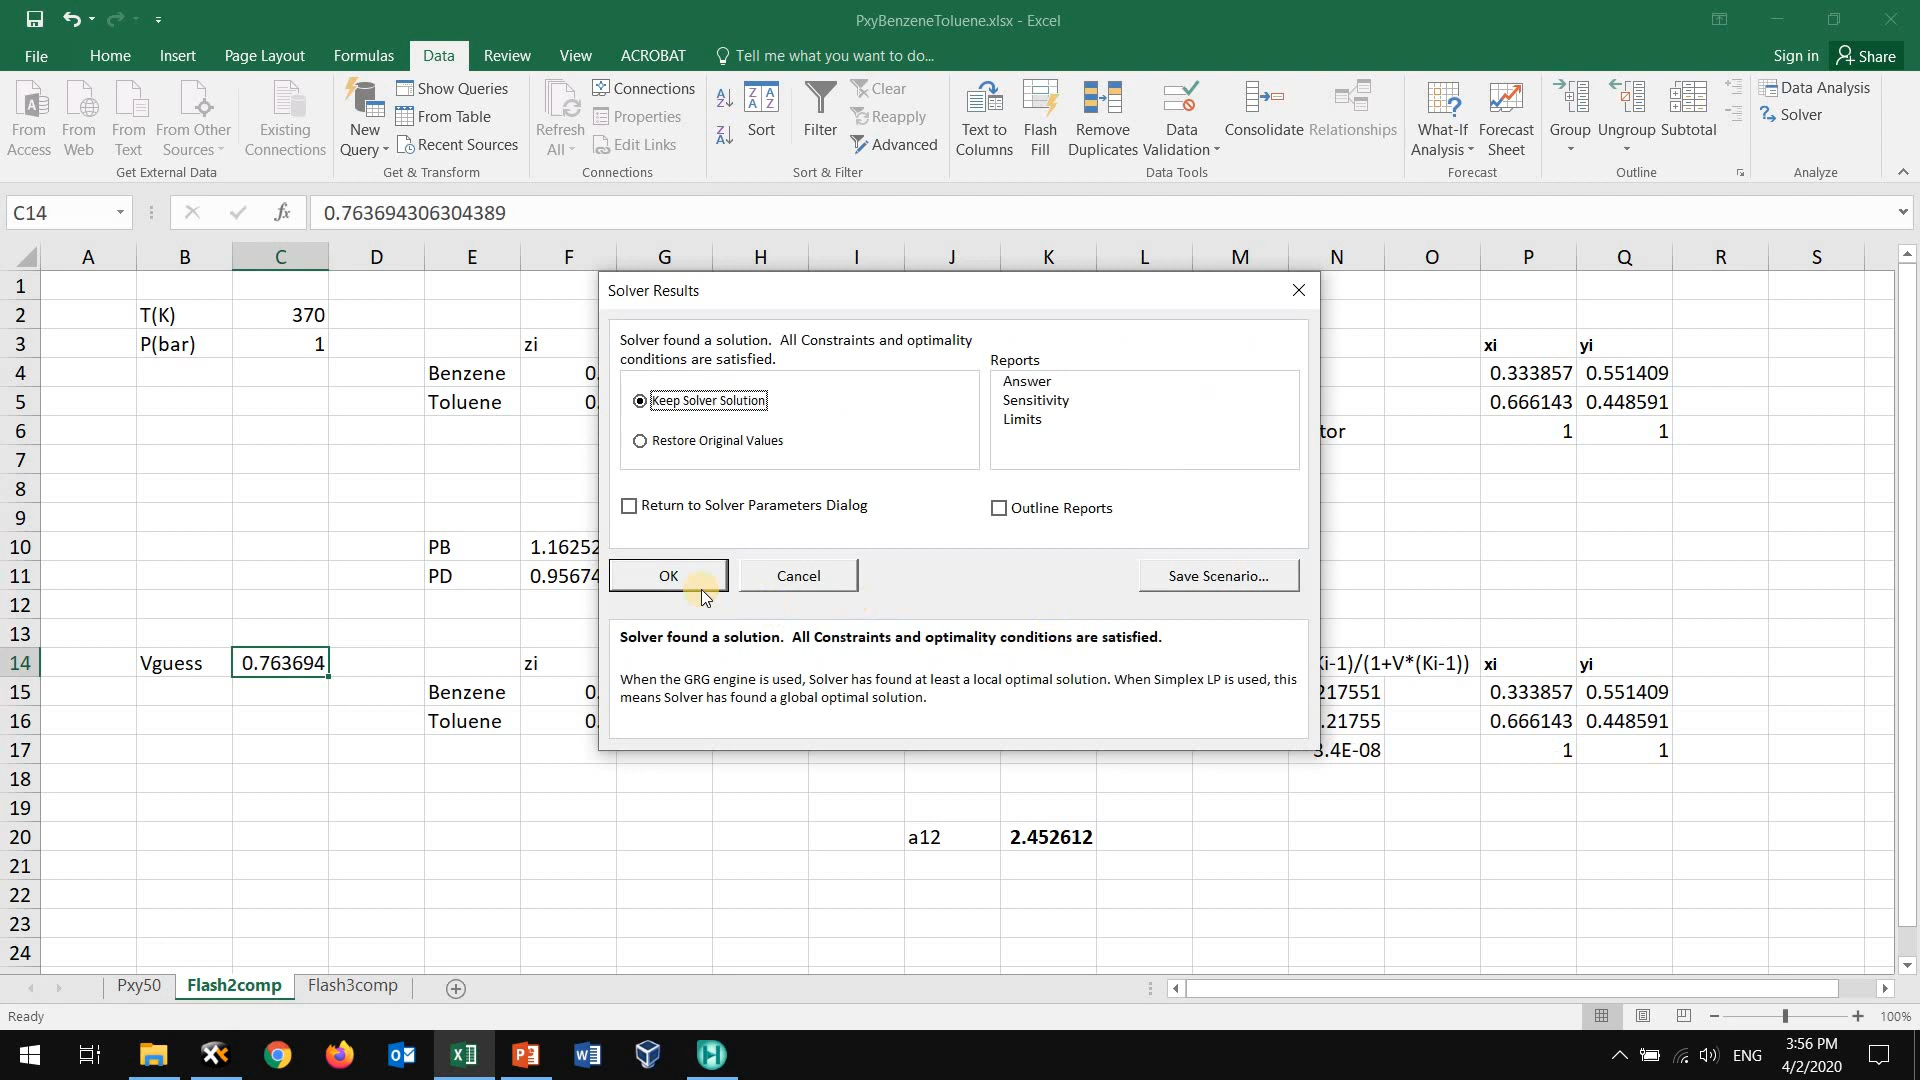 PxyBenzeneToluene.xlsx - Excel
File Home Insert Page Layout Formulas Data Review View ACROBAT Tell me what you want to do... Sign in Share
From Access
From Web
From Text
From Other Sources
Existing Connections
Get External Data
New Query
Show Queries
From Table
Recent Sources
Get & Transform
Refresh All
Connections
Properties
Edit Links
Connections
Sort
Filter
Clear
Reapply
Advanced
Sort & Filter
Text to Columns
Flash Fill
Remove Duplicates
Data Validation
Consolidate
Relationships
Data Tools
What-If Analysis
Forecast Sheet
Forecast
Group
Ungroup
Subtotal
Outline
Data Analysis
Solver
Analyze
C14 fx 0.763694306304389
A B C D E F G H I J K L M N O P Q R S
1
2 T(K) 370
3 P(bar) 1 zi xi yi
4 Benzene 0. 0.333857 0.551409
5 Toluene 0. 0.666143 0.448591
6 tor 1 1
7
8
9
10 PB 1.16252
11 PD 0.95674
12
13
14 Vguess 0.763694 zi Ki-1)/(1+V*(Ki-1)) xi yi
15 Benzene 0. 217551 0.333857 0.551409
16 Toluene 0. .21755 0.666143 0.448591
17 3.4E-08 1 1
18
19
20 a12 2.452612
21
22
23
24
Solver Results
Solver found a solution. All Constraints and optimality
conditions are satisfied.
Keep Solver Solution
Restore Original Values
Reports
Answer
Sensitivity
Limits
Return to Solver Parameters Dialog
Outline Reports
OK Cancel Save Scenario...
Solver found a solution. All Constraints and optimality conditions are satisfied.
When the GRG engine is used, Solver has found at least a local optimal solution. When Simplex LP is used, this
means Solver has found a global optimal solution.
Pxy50 Flash2comp Flash3comp
Ready 100%
ENG
3:56 PM
4/2/2020